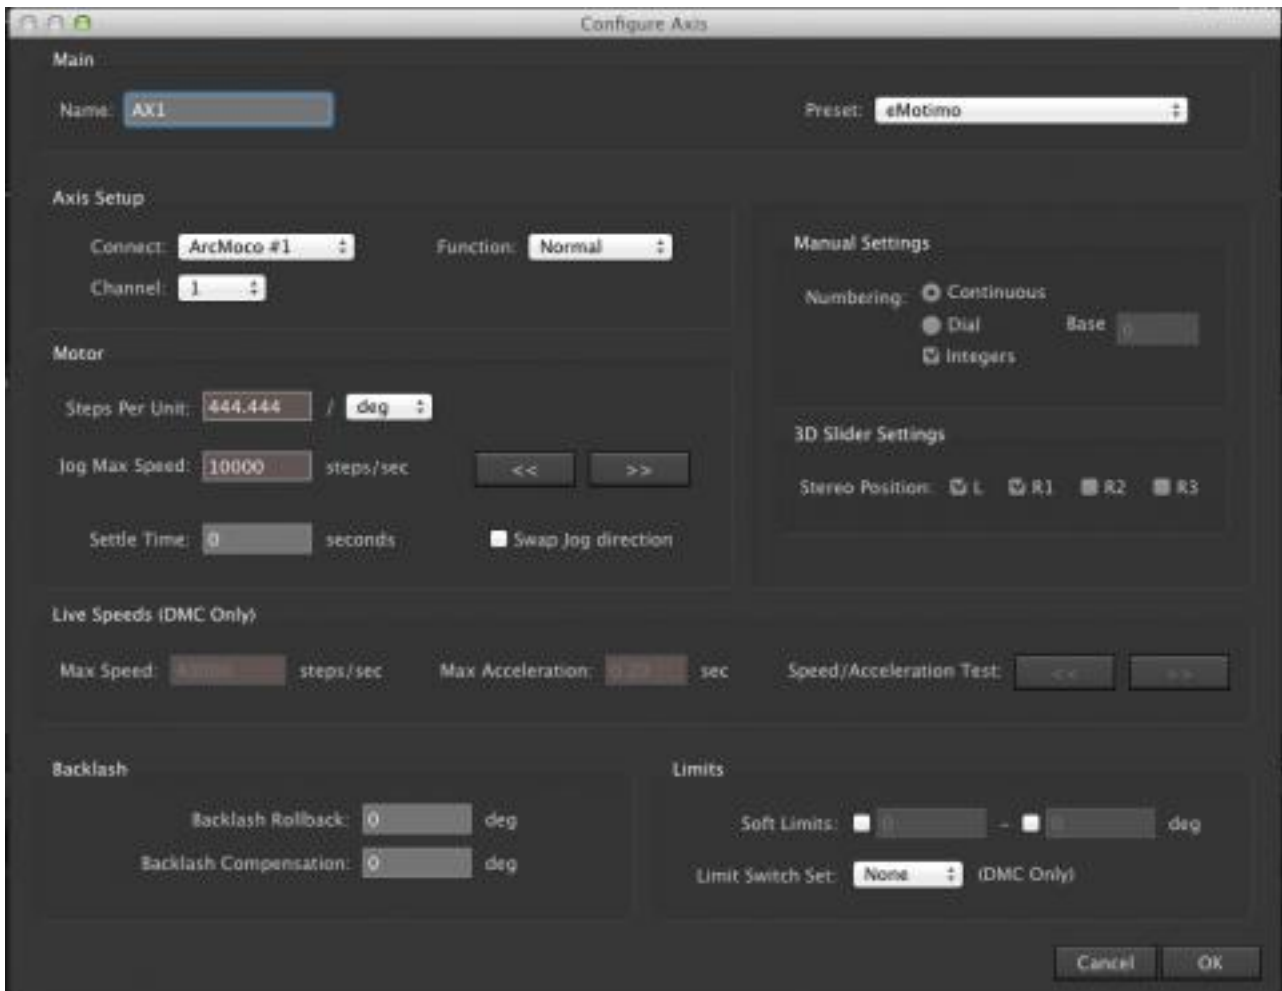 Configure Axis
Main
Name: AX1
Preset: eMotimo
Axis Setup
Connect: ArcMoco #1
Function: Normal
Channel: 1
Motor
Steps Per Unit: 444.444 / deg
Jog Max Speed: 10000 steps/sec
<< >>
Settle Time: 0 seconds
Swap Jog direction
Manual Settings
Numbering: Continuous
Dial
Base 0
Integers
3D Slider Settings
Stereo Position: L R1 R2 R3
Live Speeds (DMC Only)
Max Speed: steps/sec
Max Acceleration: sec
Speed/Acceleration Test: << >>
Backlash
Backlash Rollback: 0 deg
Backlash Compensation: 0 deg
Limits
Soft Limits: 0 - 0 deg
Limit Switch Set: None (DMC Only)
Cancel OK